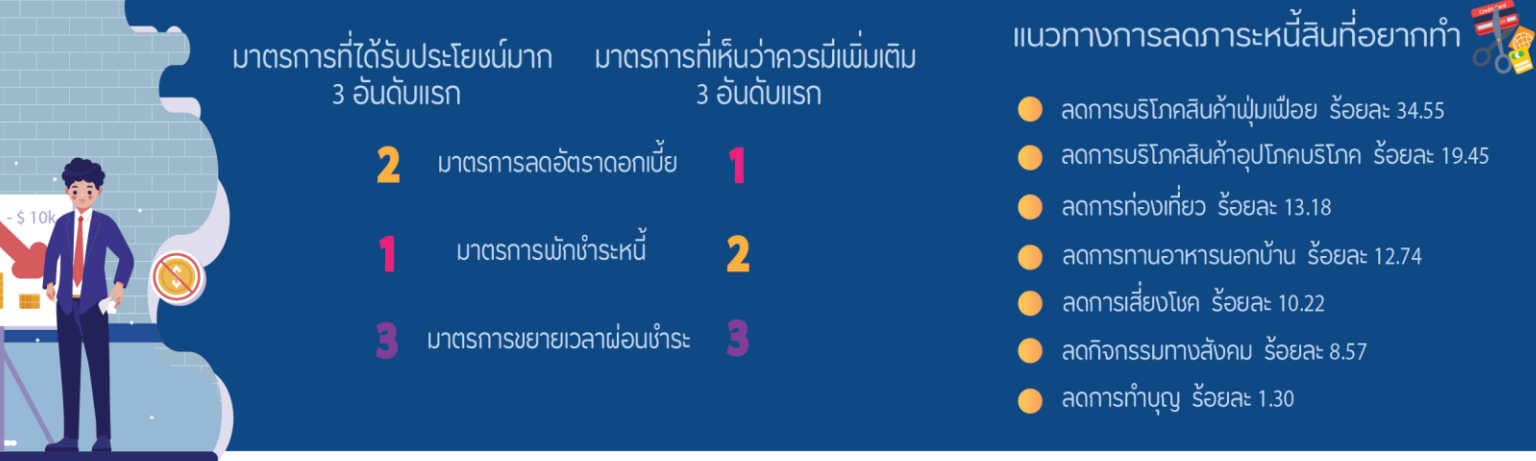 - $ 10k
มาตรการที่ได้รับประโยชน์มาก
3 อันดับแรก
มาตรการที่เห็นว่าควรมีเพิ่มเติม
3 อันดับแรก
2 มาตรการลดอัตราดอกเบี้ย 1
1 มาตรการพักชำระหนี้ 2
3 มาตรการขยายเวลาผ่อนชำระ 3
แนวทางการลดภาระหนี้สินที่อยากทำ
Credit Card
ลดการบริโภคสินค้าฟุ่มเฟือย ร้อยละ 34.55
ลดการบริโภคสินค้าอุปโภคบริโภค ร้อยละ 19.45
ลดการท่องเที่ยว ร้อยละ 13.18
ลดการทานอาหารนอกบ้าน ร้อยละ 12.74
ลดการเสี่ยงโชค ร้อยละ 10.22
ลดกิจกรรมทางสังคม ร้อยละ 8.57
ลดการทำบุญ ร้อยละ 1.30